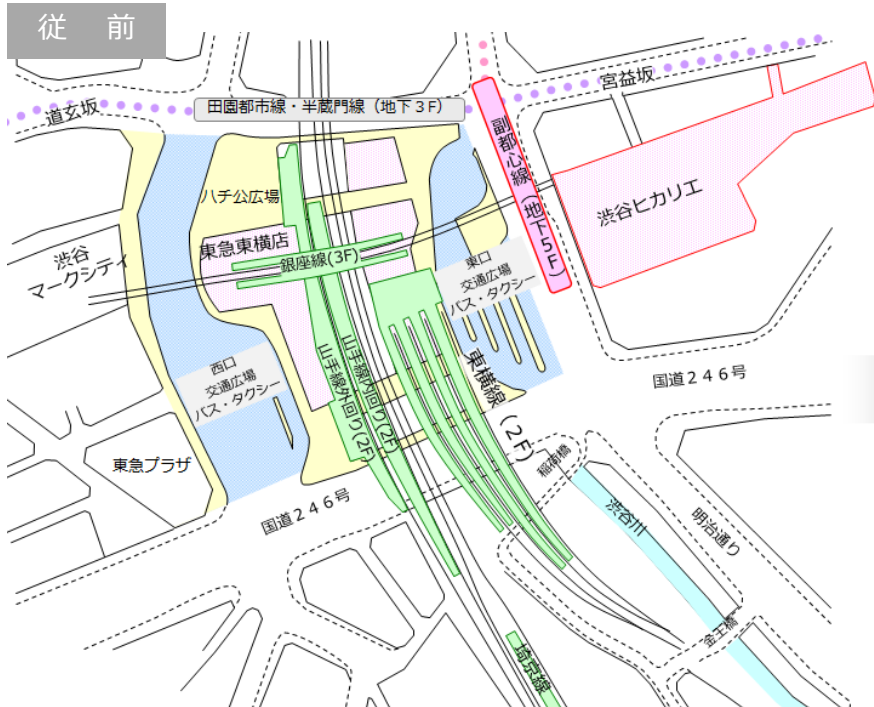 従 前
宮益坂
道玄坂
田園都市線・半蔵門線（地下３F）
副都心線（地下５F）
ハチ公広場
渋谷ヒカリエ
東急東横店
渋谷
マークシティ
銀座線(3F)
東口
交通広場
バス・タクシー
山手線外回り(2F)
山手線内回り(2F)
東横線（２F）
西口
交通広場
バス・タクシー
国道２４６号
東急プラザ
稲荷橋
国道２４６号
渋谷川
明治通り
金王橋
埼京線